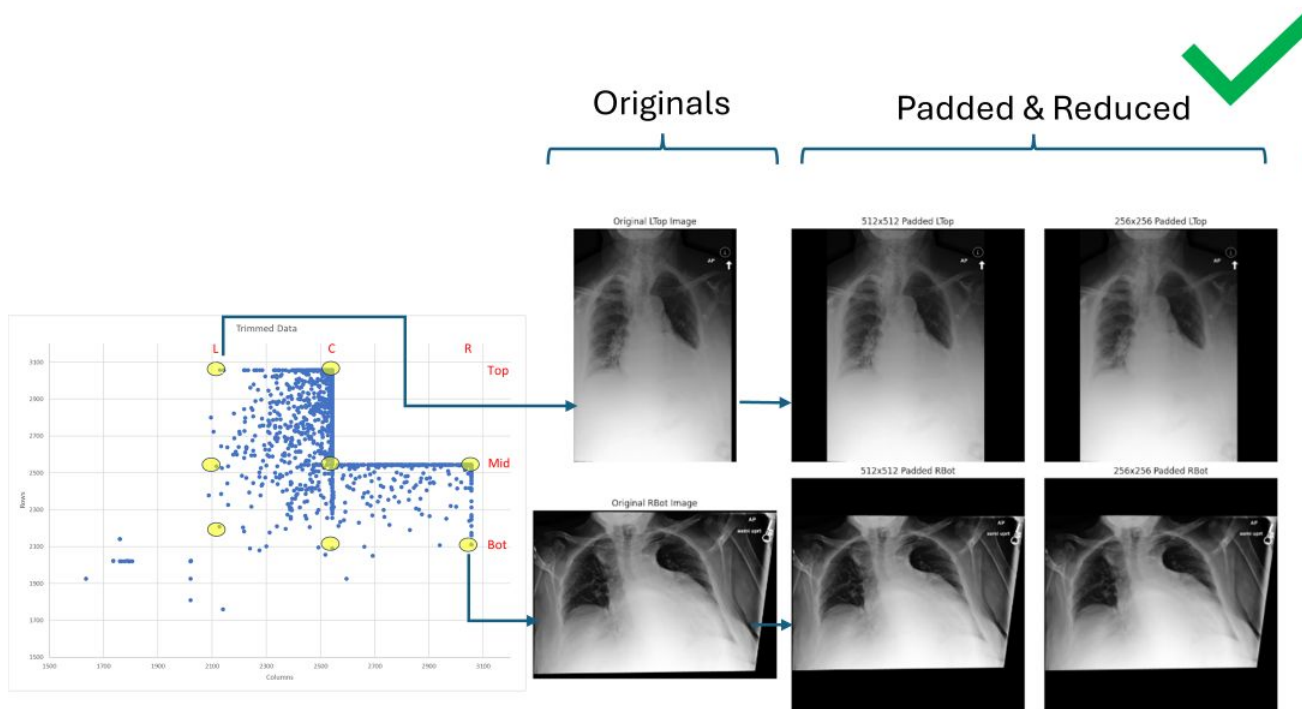 Originals
Padded & Reduced
Original LTop Image
512x512 Padded LTop
256x256 Padded LTop
L
AP
L
AP
L
AP
Trimmed Data
L
C
R
Top
Mid
Bot
3100
2900
2700
2500
2300
2100
1900
1700
1500
Rows
1500
1700
1900
2100
2300
2500
2700
2900
3100
Columns
Original RBot Image
512x512 Padded RBot
256x256 Padded RBot
AP
AP
AP